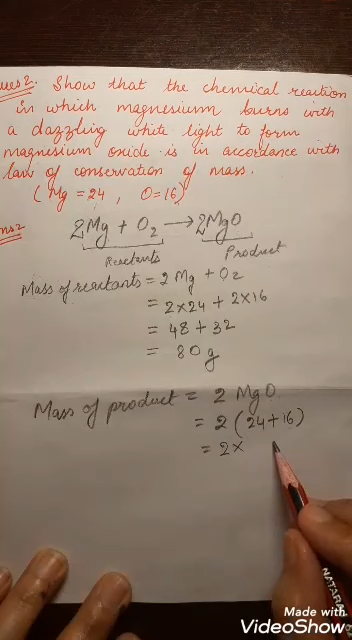 Ques2. Show that the chemical reaction
in which magnesium burns with
a dazzling white light to form
magnesium oxide is in accordance with
law of conservation of mass.
(Mg = 24 , O = 16)
Ans2
2Mg + O₂ → 2MgO
Reactants Product
Mass of reactants = 2 Mg + O₂
= 2×24 + 2×16
= 48 + 32
= 80 g
Mass of product = 2 MgO
= 2 (24+16)
= 2×
NATARA
Made with
VideoShow